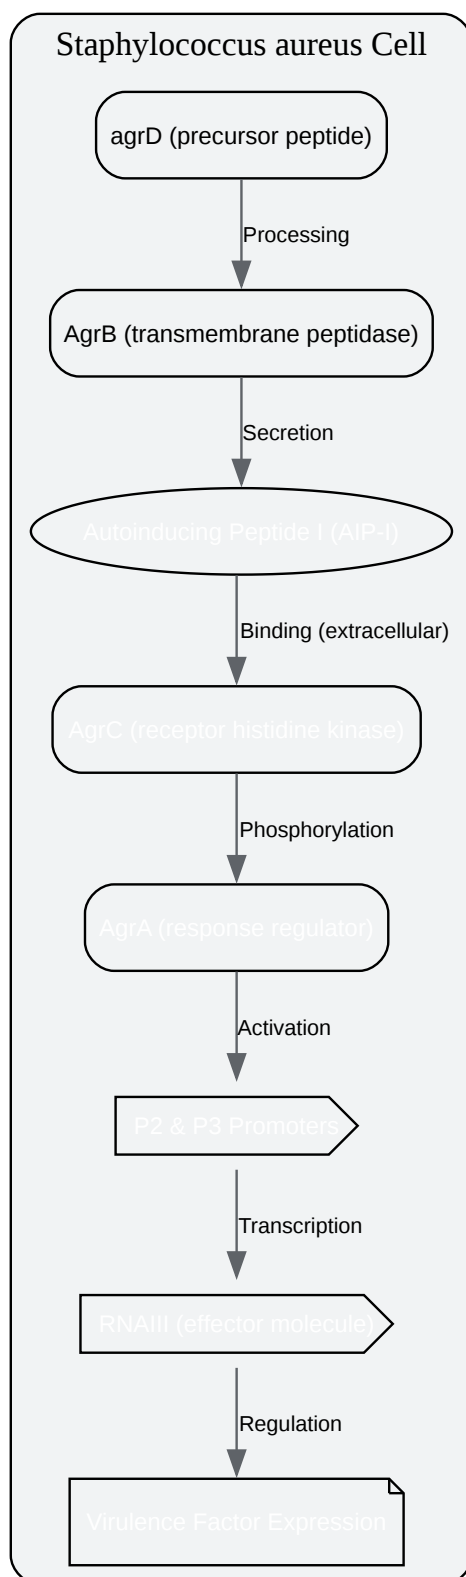 Staphylococcus aureus Cell
agrD (precursor peptide)
Processing
AgrB (transmembrane peptidase)
Secretion
Autoinducing Peptide I (AIP-I)
Binding (extracellular)
AgrC (receptor histidine kinase)
Phosphorylation
AgrA (response regulator)
Activation
P2 & P3 Promoters
Transcription
RNAIII (effector molecule)
Regulation
Virulence Factor Expression